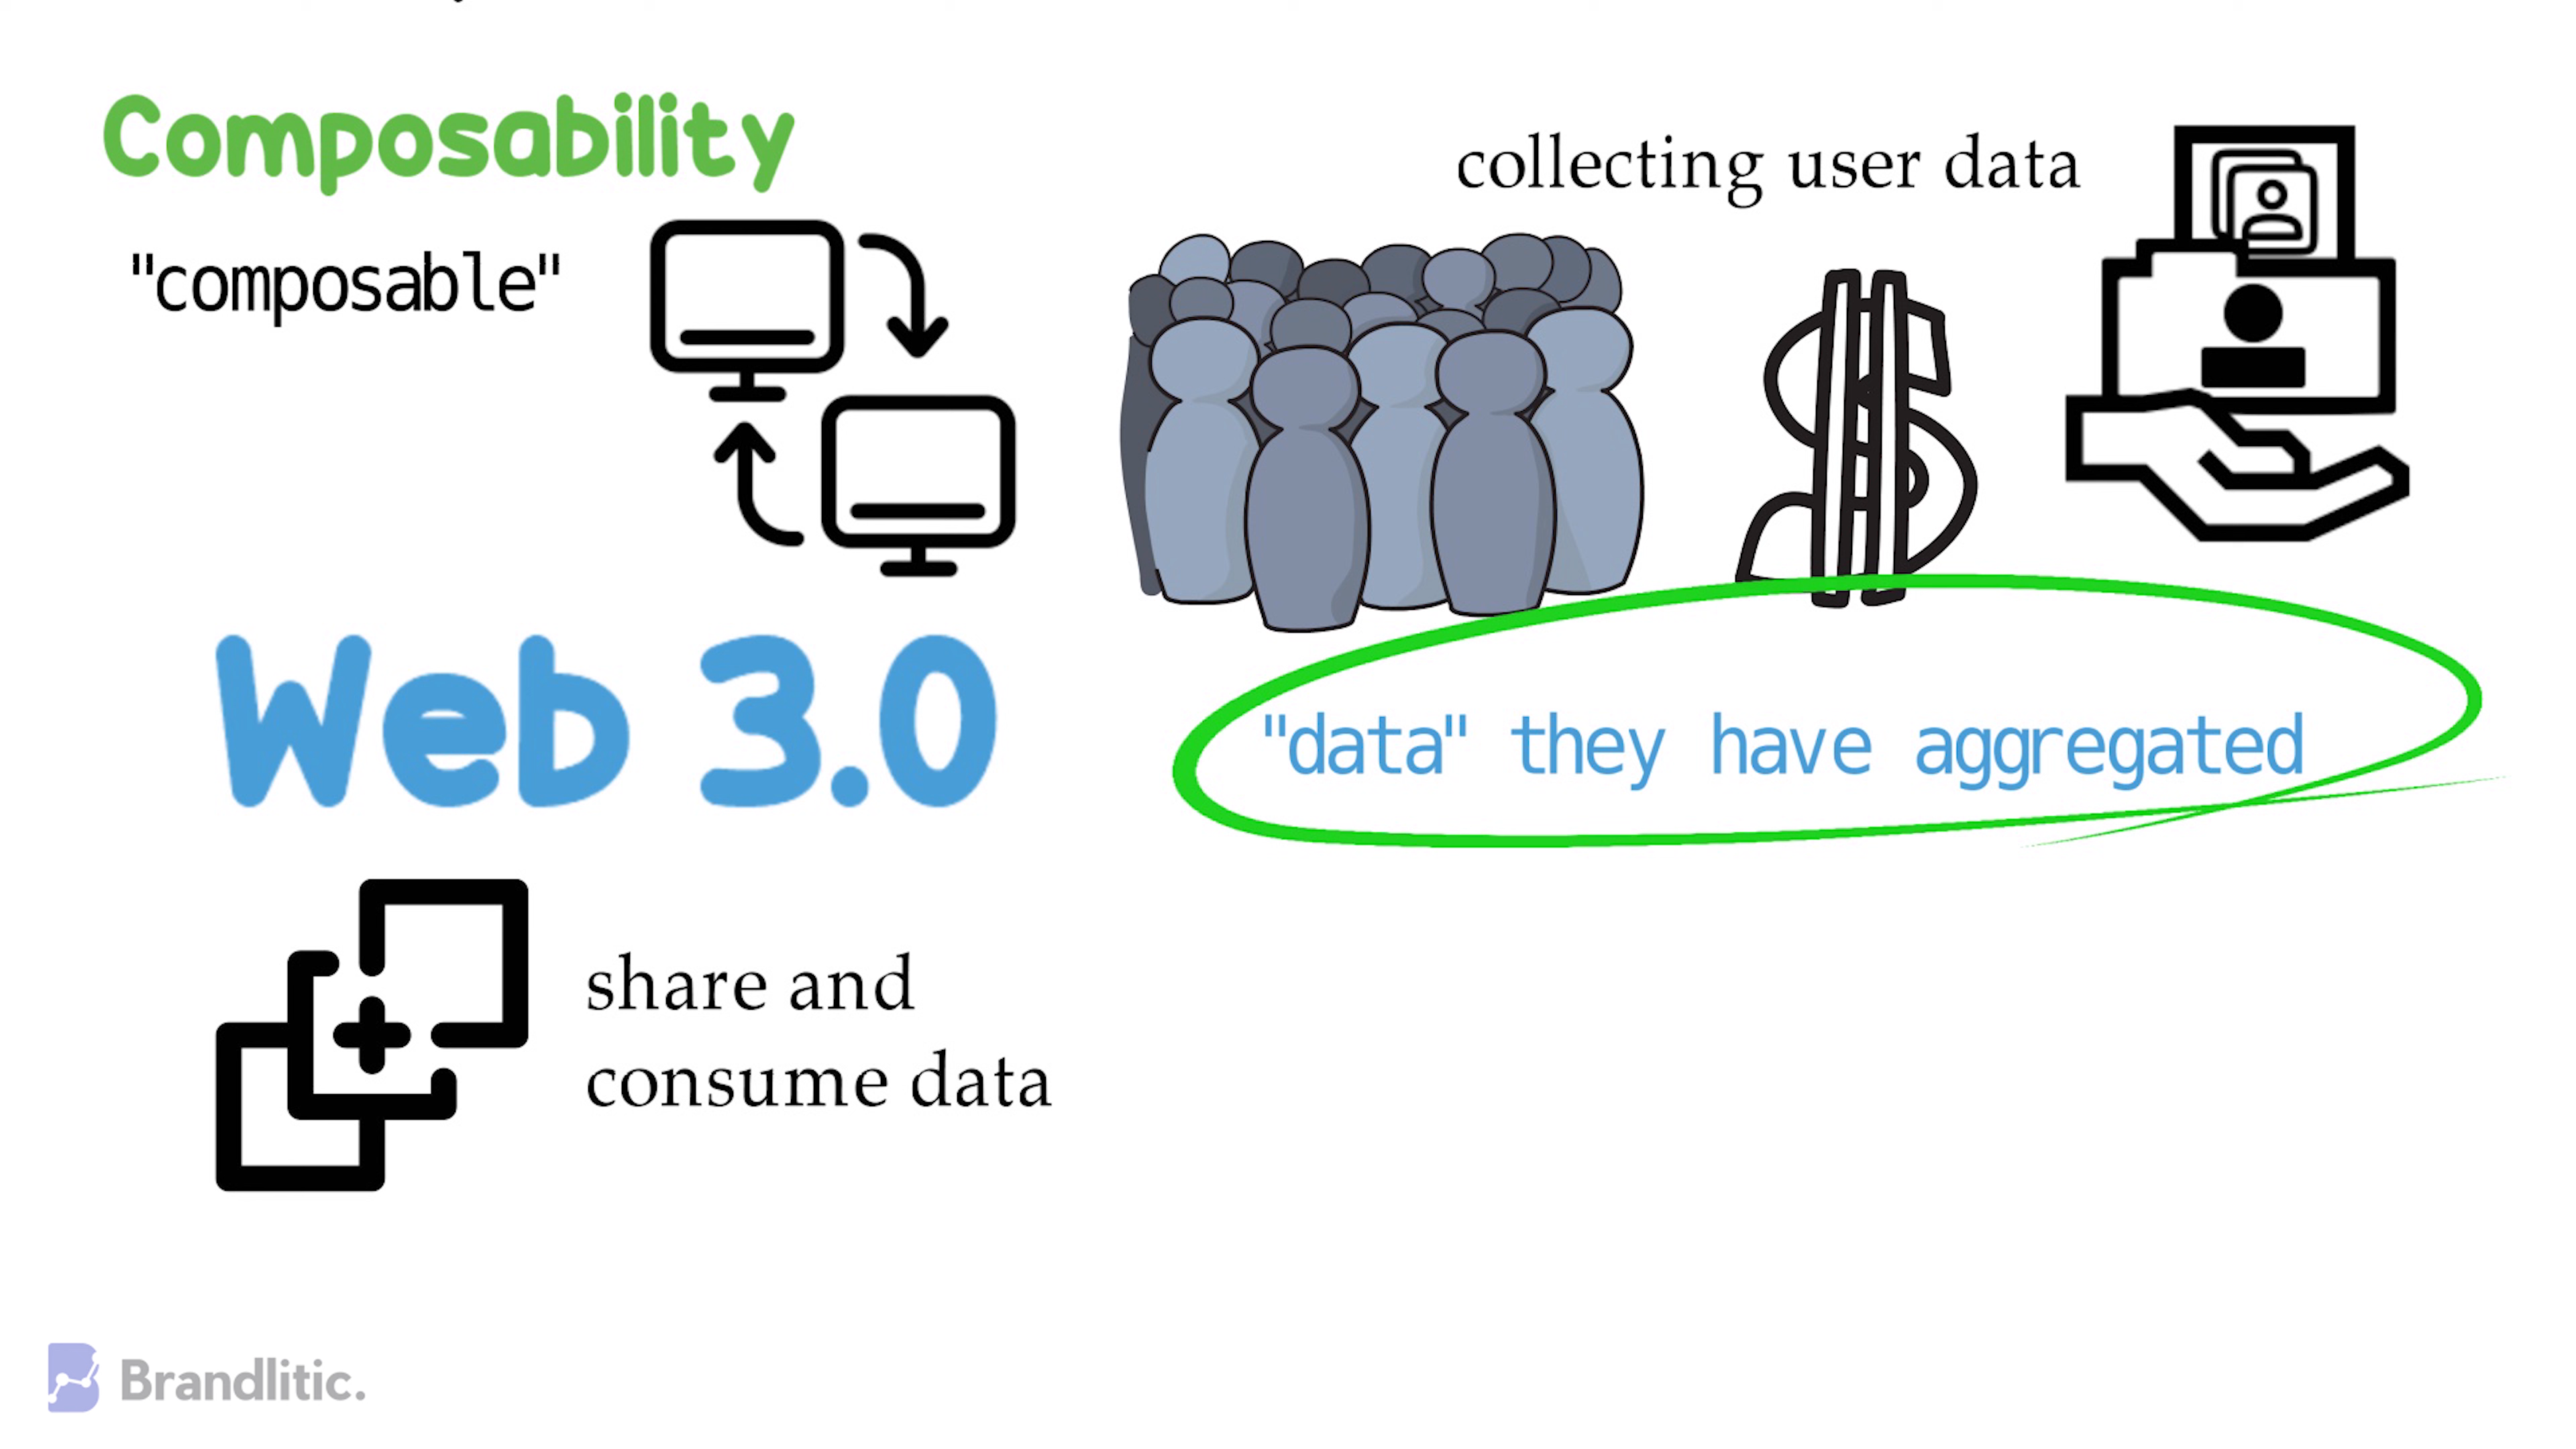 Composability
"composable"
collecting user data
Web 3.0
"data" they have aggregated
share and
consume data
Brandlitic.